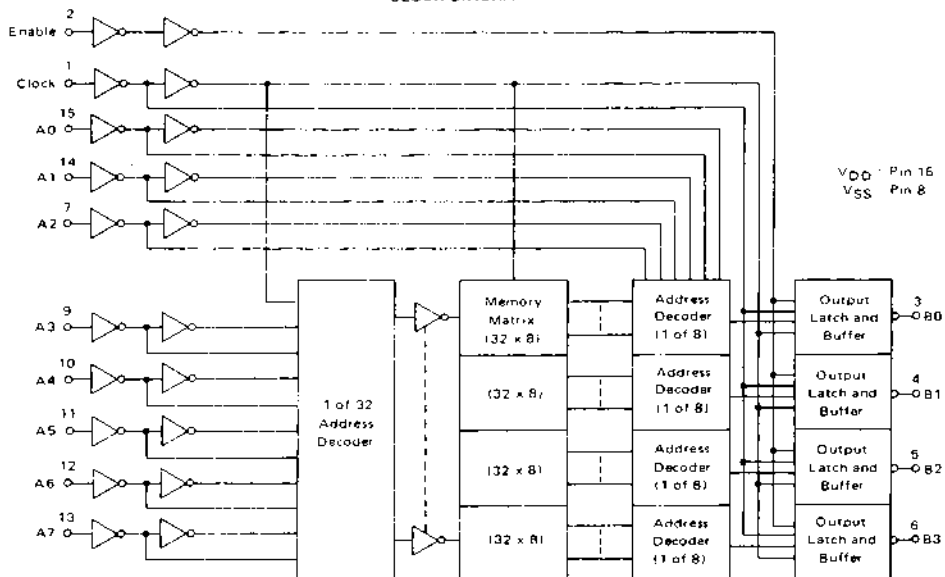 2
Enable
1
Clock
15
A0
14
A1
7
A2
VDD : Pin 16
VSS Pin 8
9
A3
10
A4
11
A5
12
A6
13
A7
1 of 32
Address
Decoder
Memory
Matrix
(32 x 8)
(32 x 8)
(32 x 8)
(32 x 8)
Address
Decoder
(1 of 8)
Address
Decoder
(1 of 8)
Address
Decoder
(1 of 8)
Address
Decoder
(1 of 8)
Output
Latch and
Buffer
Output
Latch and
Buffer
Output
Latch and
Buffer
Output
Latch and
Buffer
3
B0
4
B1
5
B2
6
B3